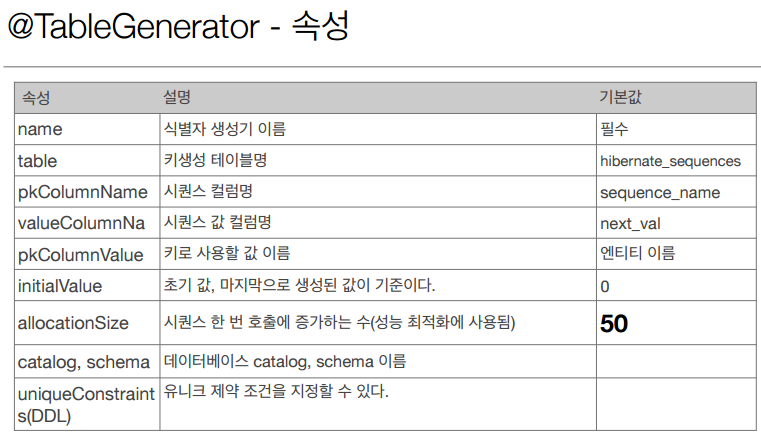 @TableGenerator - 속성
속성 설명 기본값
name 식별자 생성기 이름 필수
table 키생성 테이블명 hibernate_sequences
pkColumnName 시퀀스 컬럼명 sequence_name
valueColumnNa 시퀀스 값 컬럼명 next_val
pkColumnValue 키로 사용할 값 이름 엔티티 이름
initialValue 초기 값, 마지막으로 생성된 값이 기준이다. 0
allocationSize 시퀀스 한 번 호출에 증가하는 수(성능 최적화에 사용됨) 50
catalog, schema 데이터베이스 catalog, schema 이름
uniqueConstraint 유니크 제약 조건을 지정할 수 있다.
s(DDL)